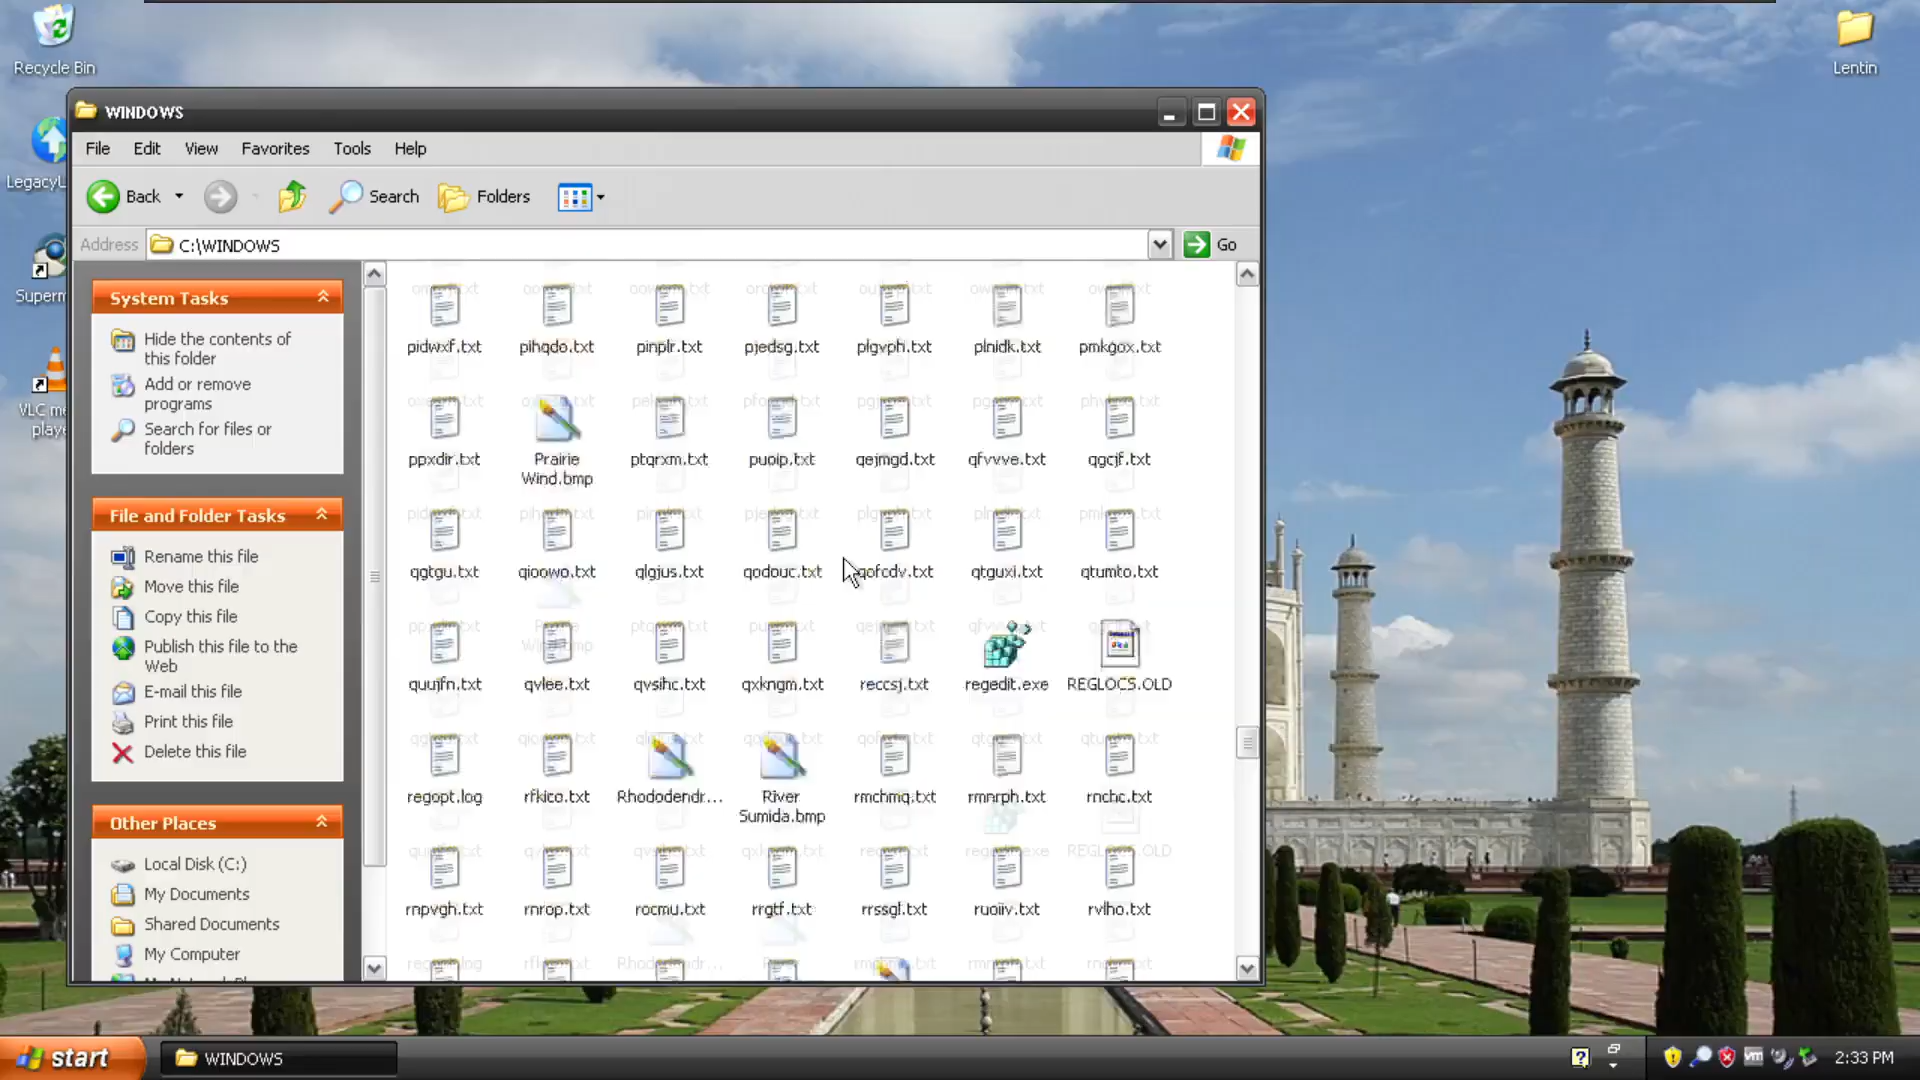 Recycle Bin
Lentin
LegacyL
Superm
VLC me
playe
WINDOWS
File Edit View Favorites Tools Help
Back Search Folders
Address C:\WINDOWS Go
System Tasks
Hide the contents of
this folder
Add or remove
programs
Search for files or
folders
File and Folder Tasks
Rename this file
Move this file
Copy this file
Publish this file to the
Web
E-mail this file
Print this file
Delete this file
Other Places
Local Disk (C:)
My Documents
Shared Documents
My Computer
pidwxf.txt pihqdo.txt pinplr.txt pjedsg.txt plgvph.txt plnidk.txt pmkgox.txt
ppxdir.txt Prairie Wind.bmp ptqrxm.txt puoip.txt qejmgd.txt qfvvve.txt qgcjf.txt
qgtgu.txt qioowo.txt qlgjus.txt qodouc.txt qofcdv.txt qtguxi.txt qtumto.txt
quujfn.txt qvlee.txt qvsihc.txt qxkngm.txt reccsj.txt regedit.exe REGLOCS.OLD
regopt.log rfkico.txt Rhododendr... River Sumida.bmp rmchmq.txt rmnrph.txt rnchc.txt
rnpvgh.txt rnrop.txt rocmu.txt rrgtf.txt rrssgl.txt ruoiiv.txt rvlho.txt
start WINDOWS
2:33 PM